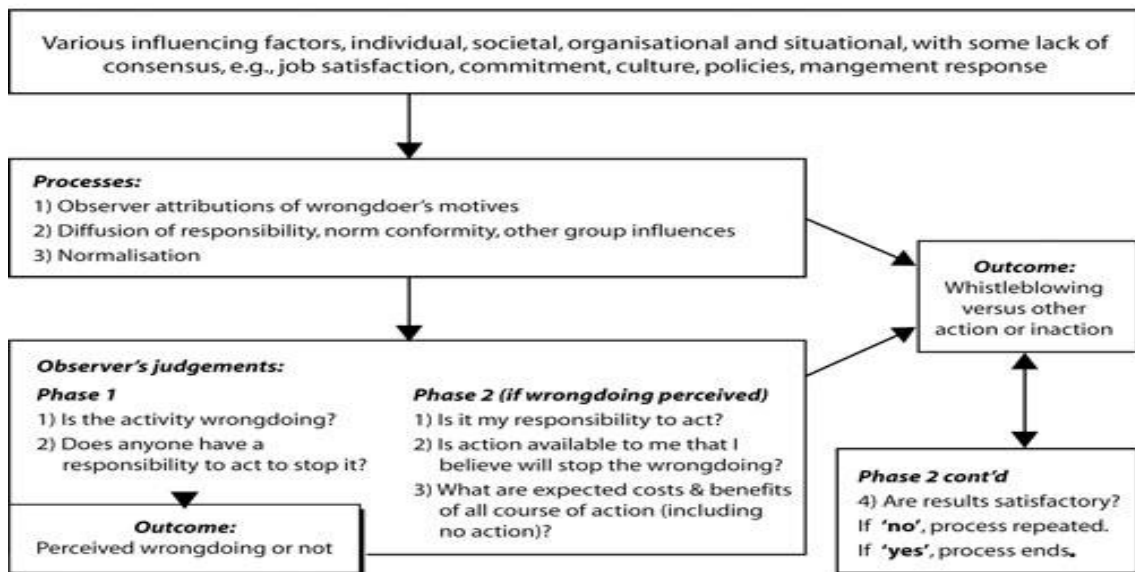 Various influencing factors, individual, societal, organisational and situational, with some lack of
consensus, e.g., job satisfaction, commitment, culture, policies, mangement response
Processes:
1) Observer attributions of wrongdoer's motives
2) Diffusion of responsibility, norm conformity, other group influences
3) Normalisation
Outcome:
Whistleblowing
versus other
action or inaction
Observer's judgements:
Phase 1
1) Is the activity wrongdoing?
2) Does anyone have a
responsibility to act to stop it?
Outcome:
Perceived wrongdoing or not
Phase 2 (if wrongdoing perceived)
1) Is it my responsibility to act?
2) Is action available to me that I
believe will stop the wrongdoing?
3) What are expected costs & benefits
of all course of action (including
no action)?
Phase 2 cont'd
4) Are results satisfactory?
If 'no', process repeated.
If 'yes', process ends.